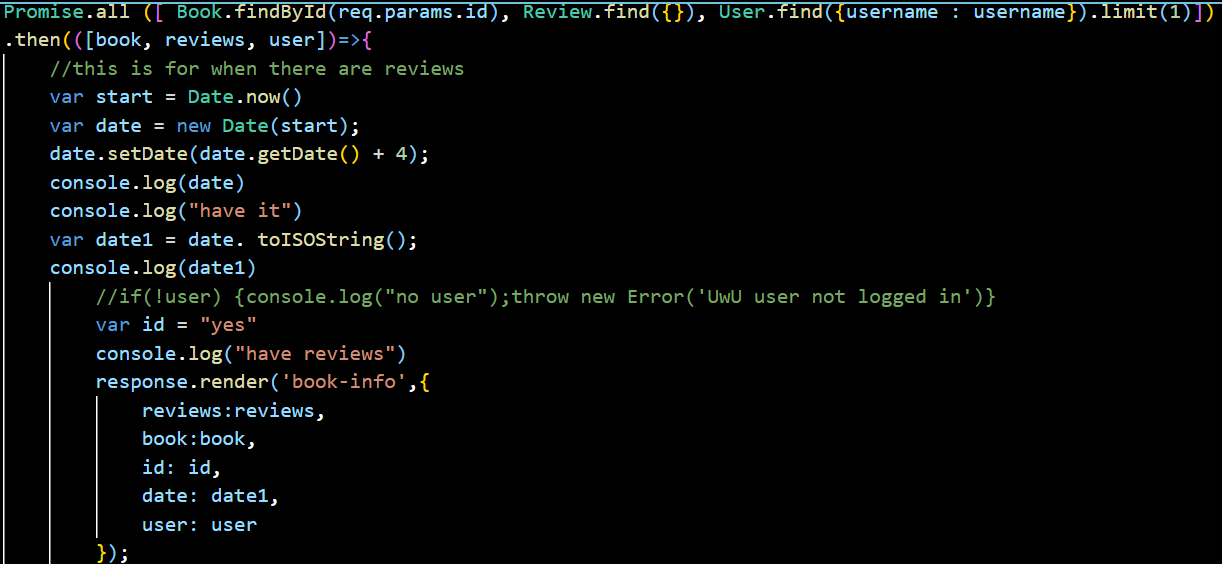 Promise.all ([ Book.findById(req.params.id), Review.find({}), User.find({username : username}).limit(1)])
.then(([book, reviews, user])=>{
//this is for when there are reviews
var start = Date.now()
var date = new Date(start);
date.setDate(date.getDate() + 4);
console.log(date)
console.log("have it")
var date1 = date. toISOString();
console.log(date1)
//if(!user) {console.log("no user");throw new Error('UwU user not logged in')}
var id = "yes"
console.log("have reviews")
response.render('book-info',{
reviews:reviews,
book:book,
id: id,
date: date1,
user: user
});